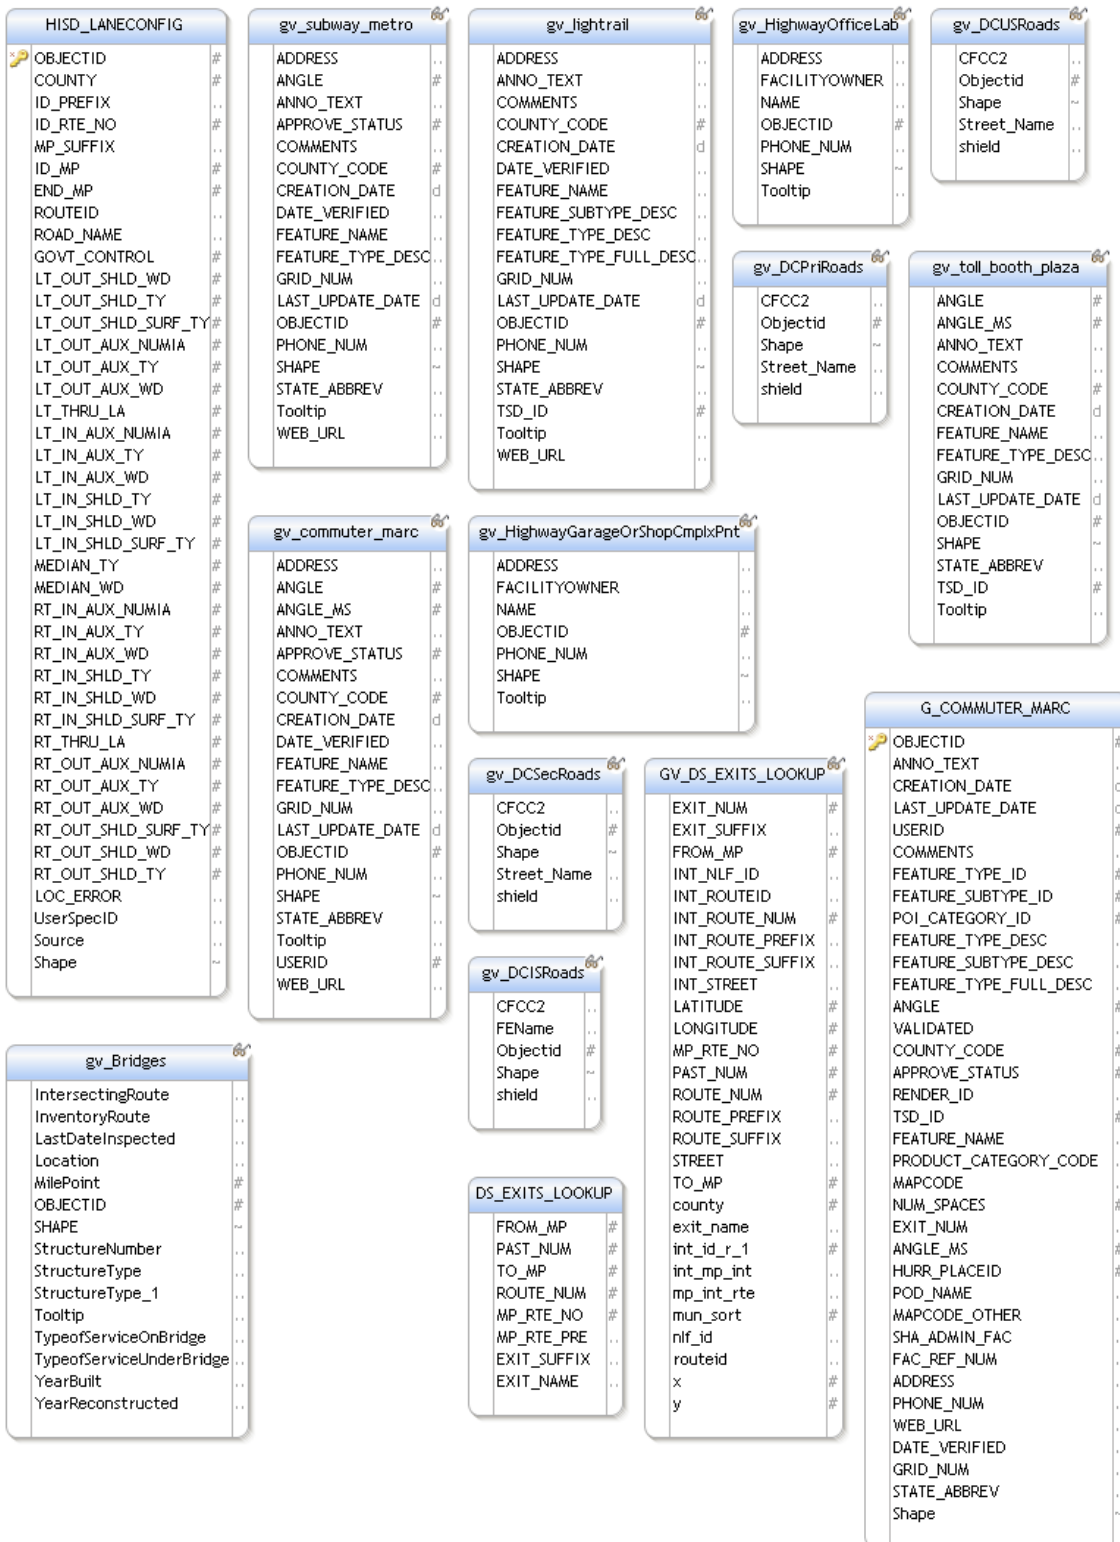 HISD_LANECONFIG
OBJECTID #
COUNTY #
ID_PREFIX ..
ID_RTE_NO #
MP_SUFFIX ..
ID_MP #
END_MP #
ROUTEID ..
ROAD_NAME ..
GOVT_CONTROL #
LT_OUT_SHLD_WD #
LT_OUT_SHLD_TY #
LT_OUT_SHLD_SURF_TY #
LT_OUT_AUX_NUMIA #
LT_OUT_AUX_TY #
LT_OUT_AUX_WD #
LT_THRU_LA #
LT_IN_AUX_NUMIA #
LT_IN_AUX_TY #
LT_IN_AUX_WD #
LT_IN_SHLD_TY #
LT_IN_SHLD_WD #
LT_IN_SHLD_SURF_TY #
MEDIAN_TY #
MEDIAN_WD #
RT_IN_AUX_NUMIA #
RT_IN_AUX_TY #
RT_IN_AUX_WD #
RT_IN_SHLD_TY #
RT_IN_SHLD_WD #
RT_IN_SHLD_SURF_TY #
RT_THRU_LA #
RT_OUT_AUX_NUMIA #
RT_OUT_AUX_TY #
RT_OUT_AUX_WD #
RT_OUT_SHLD_SURF_TY #
RT_OUT_SHLD_WD #
RT_OUT_SHLD_TY #
LOC_ERROR ..
UserSpecID ..
Source ..
Shape ~
gv_subway_metro
ADDRESS ..
ANGLE #
ANNO_TEXT ..
APPROVE_STATUS #
COMMENTS ..
COUNTY_CODE #
CREATION_DATE d
DATE_VERIFIED ..
FEATURE_NAME ..
FEATURE_TYPE_DESC ..
GRID_NUM ..
LAST_UPDATE_DATE d
OBJECTID #
PHONE_NUM ..
SHAPE ~
STATE_ABBREV ..
Tooltip ..
WEB_URL ..
gv_lightrail
ADDRESS ..
ANNO_TEXT ..
COMMENTS ..
COUNTY_CODE #
CREATION_DATE d
DATE_VERIFIED ..
FEATURE_NAME ..
FEATURE_SUBTYPE_DESC ..
FEATURE_TYPE_DESC ..
FEATURE_TYPE_FULL_DESC ..
GRID_NUM ..
LAST_UPDATE_DATE d
OBJECTID #
PHONE_NUM ..
SHAPE ~
STATE_ABBREV ..
TSD_ID #
Tooltip ..
WEB_URL ..
gv_HighwayOfficeLab
ADDRESS ..
FACILITYOWNER ..
NAME ..
OBJECTID #
PHONE_NUM ..
SHAPE ~
Tooltip ..
gv_DCUSRoads
CFCC2 ..
Objectid #
Shape ~
Street_Name ..
shield ..
gv_DCPriRoads
CFCC2 ..
Objectid #
Shape ~
Street_Name ..
shield ..
gv_toll_booth_plaza
ANGLE #
ANGLE_MS #
ANNO_TEXT ..
COMMENTS ..
COUNTY_CODE #
CREATION_DATE d
FEATURE_NAME ..
FEATURE_TYPE_DESC ..
GRID_NUM ..
LAST_UPDATE_DATE d
OBJECTID #
SHAPE ~
STATE_ABBREV ..
TSD_ID #
Tooltip ..
gv_commuter_marc
ADDRESS ..
ANGLE #
ANGLE_MS #
ANNO_TEXT ..
APPROVE_STATUS #
COMMENTS ..
COUNTY_CODE #
CREATION_DATE d
DATE_VERIFIED ..
FEATURE_NAME ..
FEATURE_TYPE_DESC ..
GRID_NUM ..
LAST_UPDATE_DATE d
OBJECTID #
PHONE_NUM ..
SHAPE ~
STATE_ABBREV ..
Tooltip ..
USERID #
WEB_URL ..
gv_HighwayGarageOrShopCmplxPnt
ADDRESS ..
FACILITYOWNER ..
NAME ..
OBJECTID #
PHONE_NUM ..
SHAPE ~
Tooltip ..
gv_DCSecRoads
CFCC2 ..
Objectid #
Shape ~
Street_Name ..
shield ..
gv_DCISRoads
CFCC2 ..
FEName ..
Objectid #
Shape ~
shield ..
DS_EXITS_LOOKUP
FROM_MP #
PAST_NUM #
TO_MP #
ROUTE_NUM #
MP_RTE_NO #
MP_RTE_PRE ..
EXIT_SUFFIX ..
EXIT_NAME ..
GV_DS_EXITS_LOOKUP
EXIT_NUM #
EXIT_SUFFIX ..
FROM_MP #
INT_NLF_ID ..
INT_ROUTEID ..
INT_ROUTE_NUM #
INT_ROUTE_PREFIX ..
INT_ROUTE_SUFFIX ..
INT_STREET ..
LATITUDE #
LONGITUDE #
MP_RTE_NO #
PAST_NUM #
ROUTE_NUM #
ROUTE_PREFIX ..
ROUTE_SUFFIX ..
STREET ..
TO_MP #
county #
exit_name ..
int_id_r_1 #
int_mp_int ..
mp_int_rte ..
mun_sort #
nlf_id ..
routeid ..
x #
y #
G_COMMUTER_MARC
OBJECTID #
ANNO_TEXT
CREATION_DATE
LAST_UPDATE_DATE
USERID #
COMMENTS
FEATURE_TYPE_ID #
FEATURE_SUBTYPE_ID #
POI_CATEGORY_ID #
FEATURE_TYPE_DESC
FEATURE_SUBTYPE_DESC
FEATURE_TYPE_FULL_DESC
ANGLE #
VALIDATED
COUNTY_CODE #
APPROVE_STATUS #
RENDER_ID
TSD_ID #
FEATURE_NAME
PRODUCT_CATEGORY_CODE
MAPCODE
NUM_SPACES #
EXIT_NUM
ANGLE_MS #
HURR_PLACEID #
POD_NAME
MAPCODE_OTHER
SHA_ADMIN_FAC
FAC_REF_NUM
ADDRESS
PHONE_NUM
WEB_URL
DATE_VERIFIED
GRID_NUM
STATE_ABBREV
Shape ~
gv_Bridges
IntersectingRoute ..
InventoryRoute ..
LastDateInspected ..
Location ..
MilePoint #
OBJECTID #
SHAPE ~
StructureNumber ..
StructureType ..
StructureType_1 ..
Tooltip ..
TypeofServiceOnBridge ..
TypeofServiceUnderBridge ..
YearBuilt ..
YearReconstructed ..